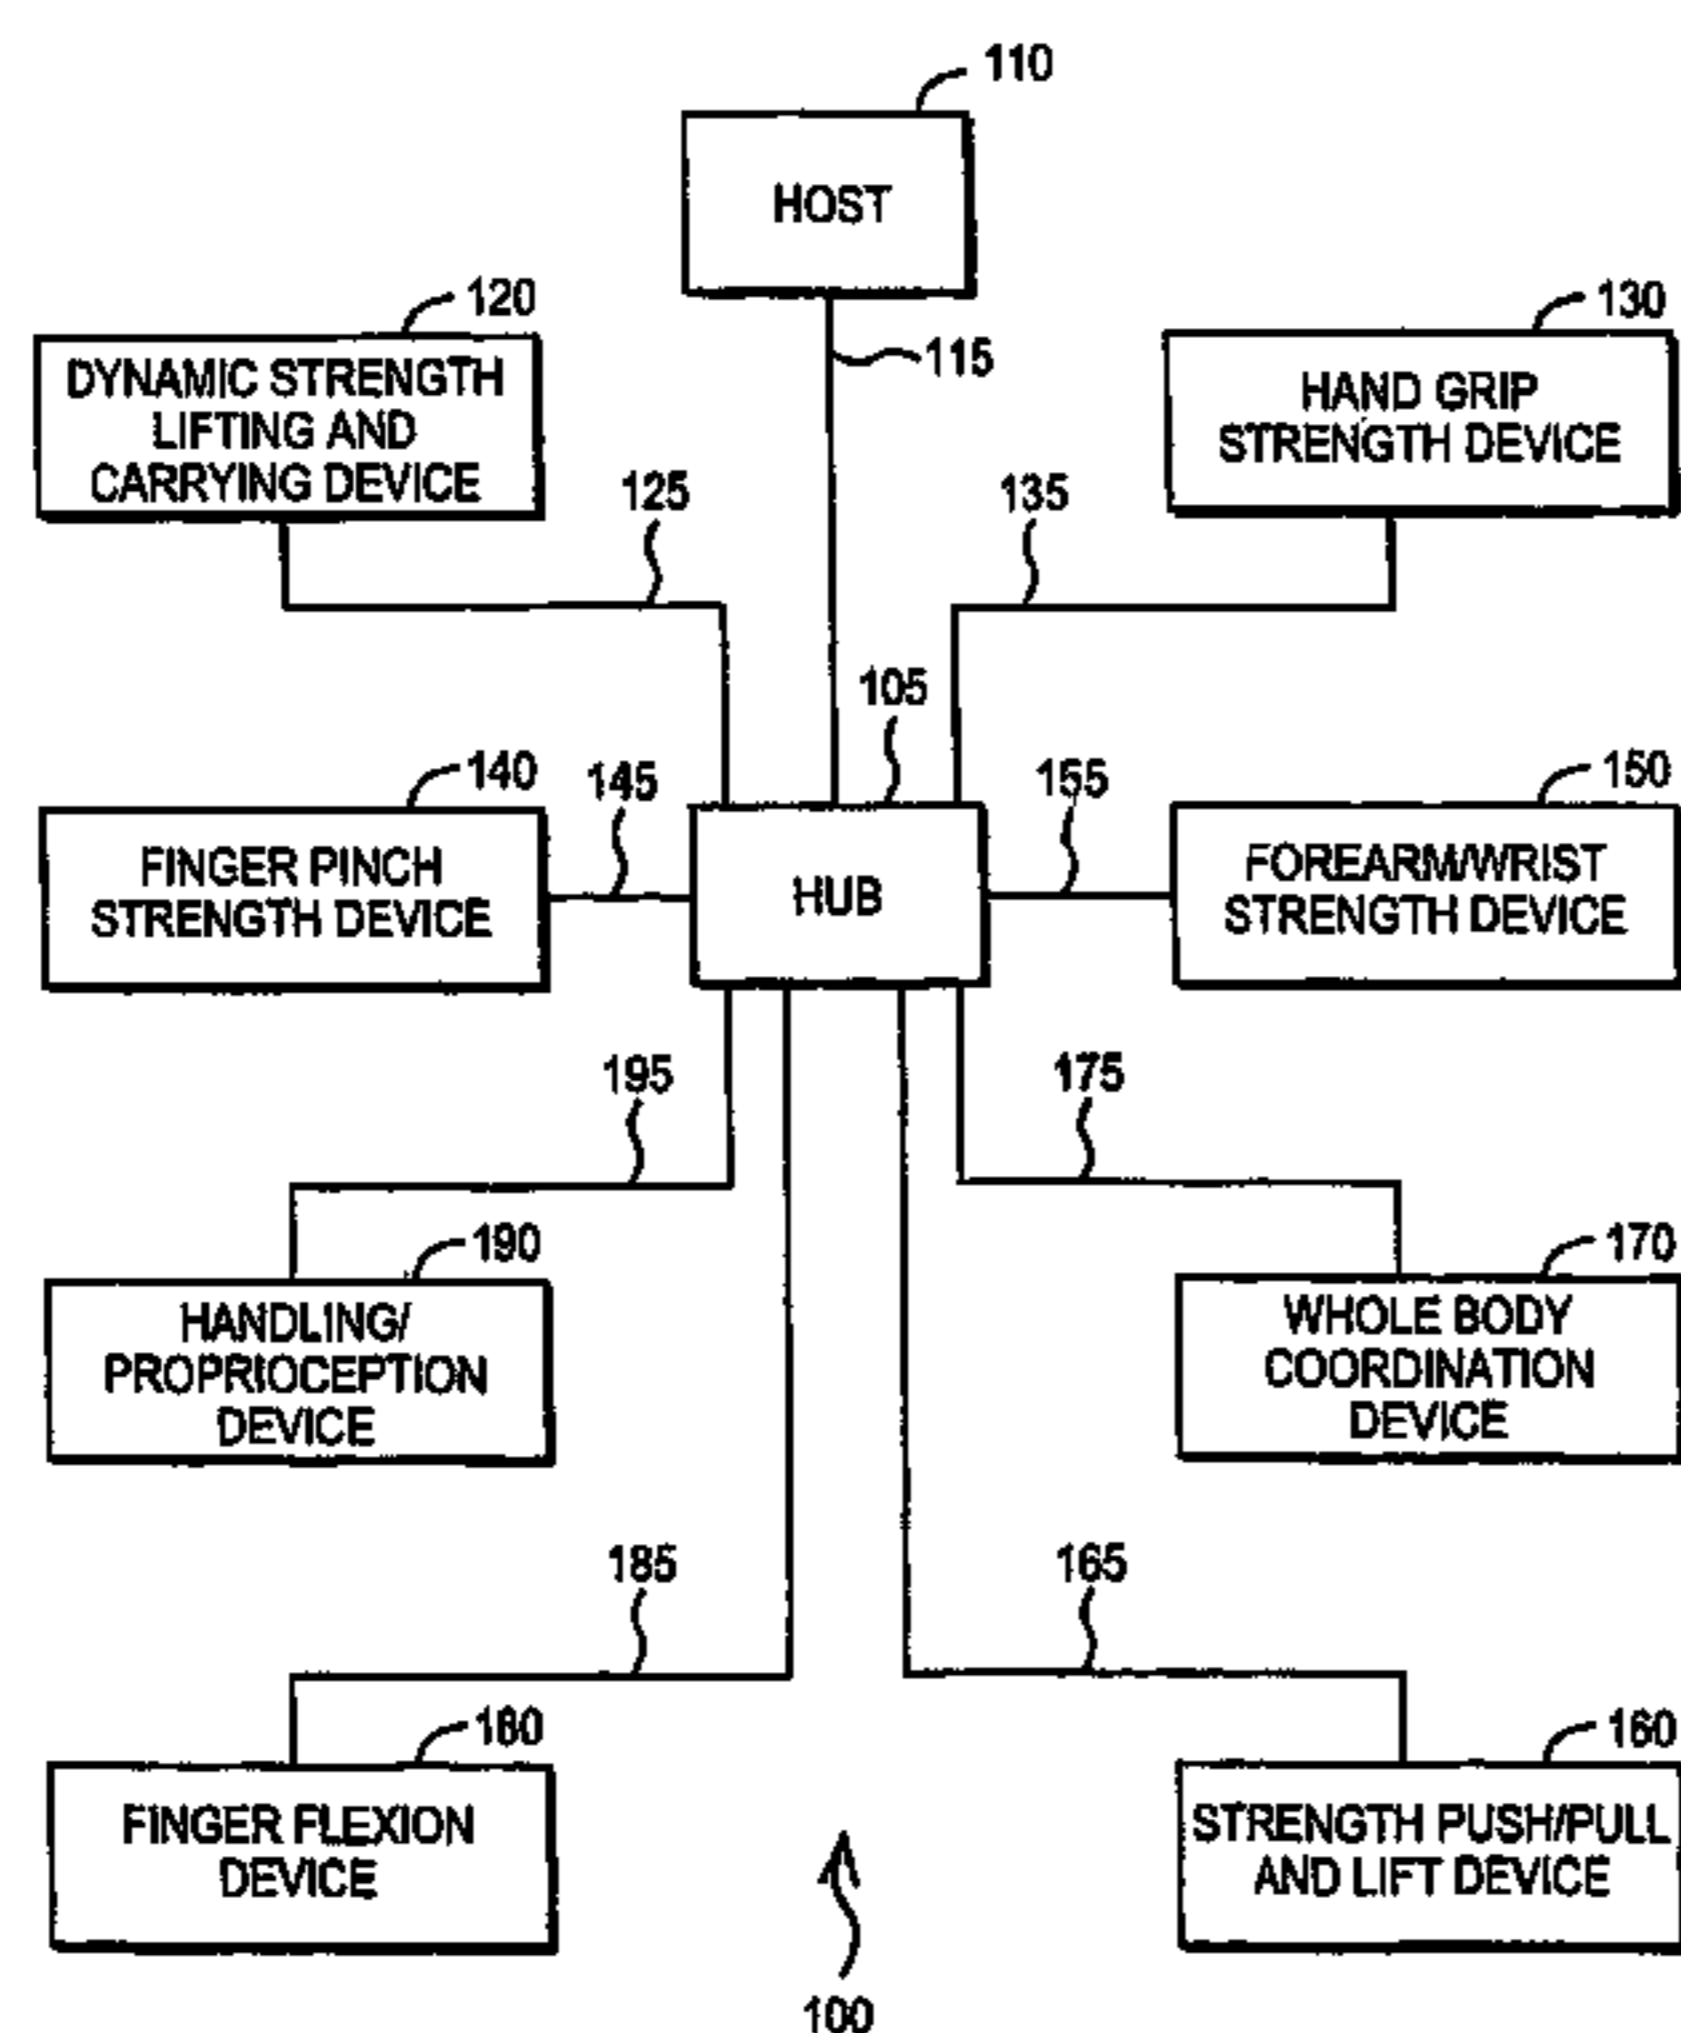 110
HOST
120
130
115
DYNAMIC STRENGTH
LIFTING AND
CARRYING DEVICE
HAND GRIP
STRENGTH DEVICE
125
135
105
140
145
155
150
FINGER PINCH
STRENGTH DEVICE
HUB
FOREARM/WRIST
STRENGTH DEVICE
195
175
190
170
HANDLING/
PROPRIOCEPTION
DEVICE
WHOLE BODY
COORDINATION
DEVICE
185
165
180
160
FINGER FLEXION
DEVICE
STRENGTH PUSH/PULL
AND LIFT DEVICE
100